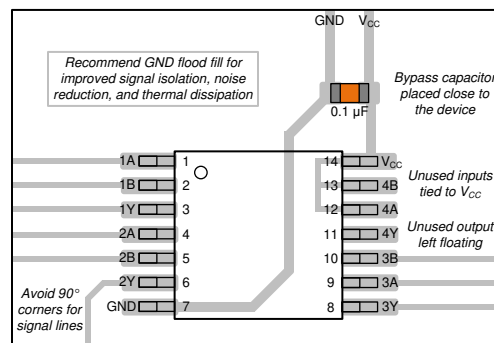 GND VCC
Recommend GND flood fill for
improved signal isolation, noise
reduction, and thermal dissipation
Bypass capacitor
placed close to
the device
0.1 µF
1A 1 14 VCC
Unused inputs
tied to VCC
1B 2 13 4B
1Y 3 12 4A
2A 4 11 4Y
Unused output
left floating
2B 5 10 3B
2Y 6 9 3A
GND 7 8 3Y
Avoid 90°
corners for
signal lines